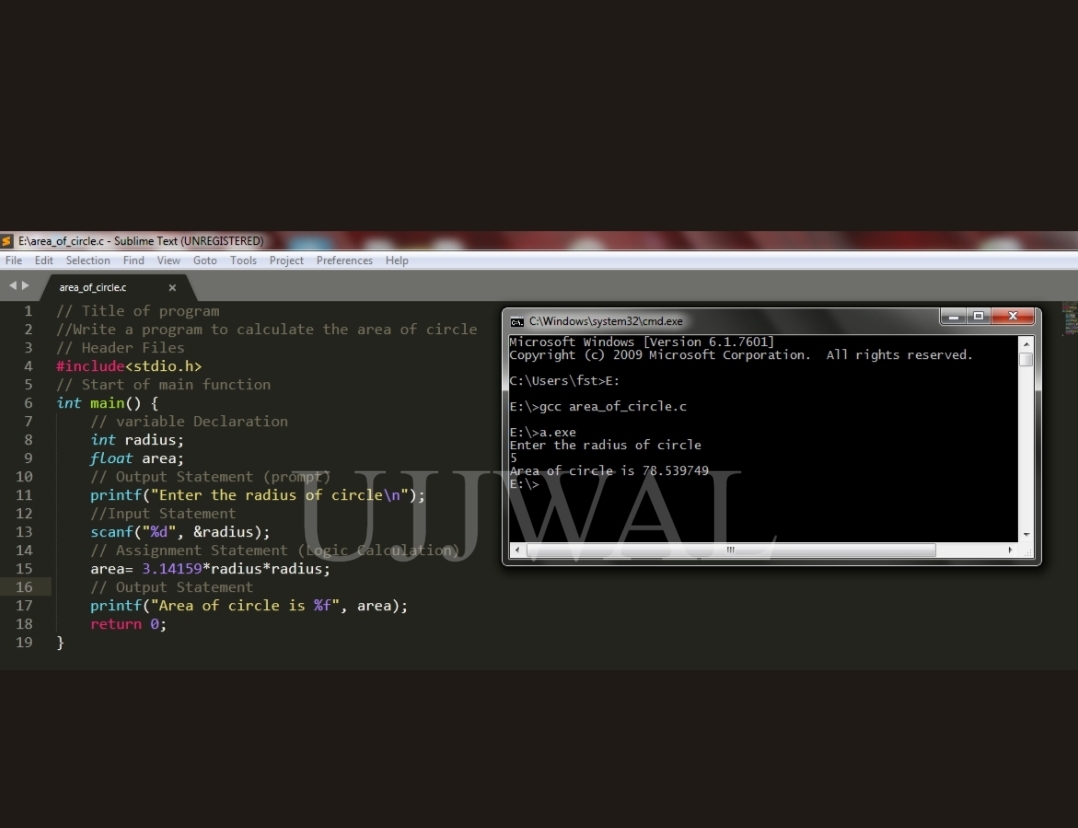 E:\area_of_circle.c - Sublime Text (UNREGISTERED)
File Edit Selection Find View Goto Tools Project Preferences Help
area_of_circle.c
1 // Title of program
2 //Write a program to calculate the area of circle
3 // Header Files
4 #include<stdio.h>
5 // Start of main function
6 int main() {
7 // variable Declaration
8 int radius;
9 float area;
10 // Output Statement (prompt)
11 printf("Enter the radius of circle\n");
12 //Input Statement
13 scanf("%d", &radius);
14 // Assignment Statement (Logic Calculation)
15 area= 3.14159*radius*radius;
16 // Output Statement
17 printf("Area of circle is %f", area);
18 return 0;
19 }
C:\Windows\system32\cmd.exe
Microsoft Windows [Version 6.1.7601]
Copyright (c) 2009 Microsoft Corporation. All rights reserved.
C:\Users\fst>E:
E:\>gcc area_of_circle.c
E:\>a.exe
Enter the radius of circle
5
Area of circle is 78.539749
E:\>
UJJWAL